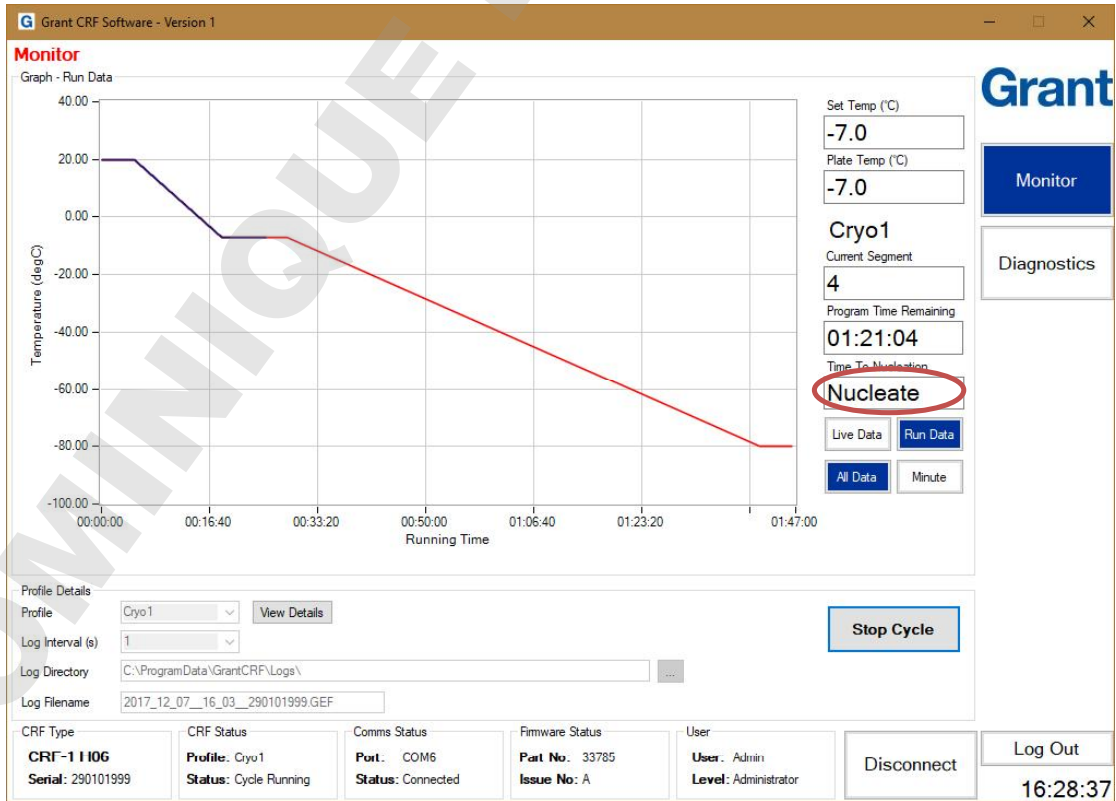 Grant CRF Software - Version 1
Monitor
Graph - Run Data
Grant
40.00
20.00
0.00
-20.00
-40.00
-60.00
-80.00
-100.00
Temperature (degC)
00:00:00 00:16:40 00:33:20 00:50:00 01:06:40 01:23:20 01:47:00
Running Time
Set Temp (°C)
-7.0
Plate Temp (°C)
-7.0
Cryo1
Current Segment
4
Program Time Remaining
01:21:04
Time To Nucleation
Nucleate
Live Data Run Data
All Data Minute
Monitor
Diagnostics
Profile Details
Profile Cryo1 View Details
Log Interval (s) 1
Log Directory C:\ProgramData\GrantCRF\Logs\ ...
Log Filename 2017_12_07__16_03__290101999.GEF
Stop Cycle
CRF Type
CRF-1 H06
Serial: 290101999
CRF Status
Profile: Cryo1
Status: Cycle Running
Comms Status
Port: COM6
Status: Connected
Firmware Status
Part No: 33785
Issue No: A
User
User: Admin
Level: Administrator
Disconnect
Log Out
16:28:37
OMINIQUE